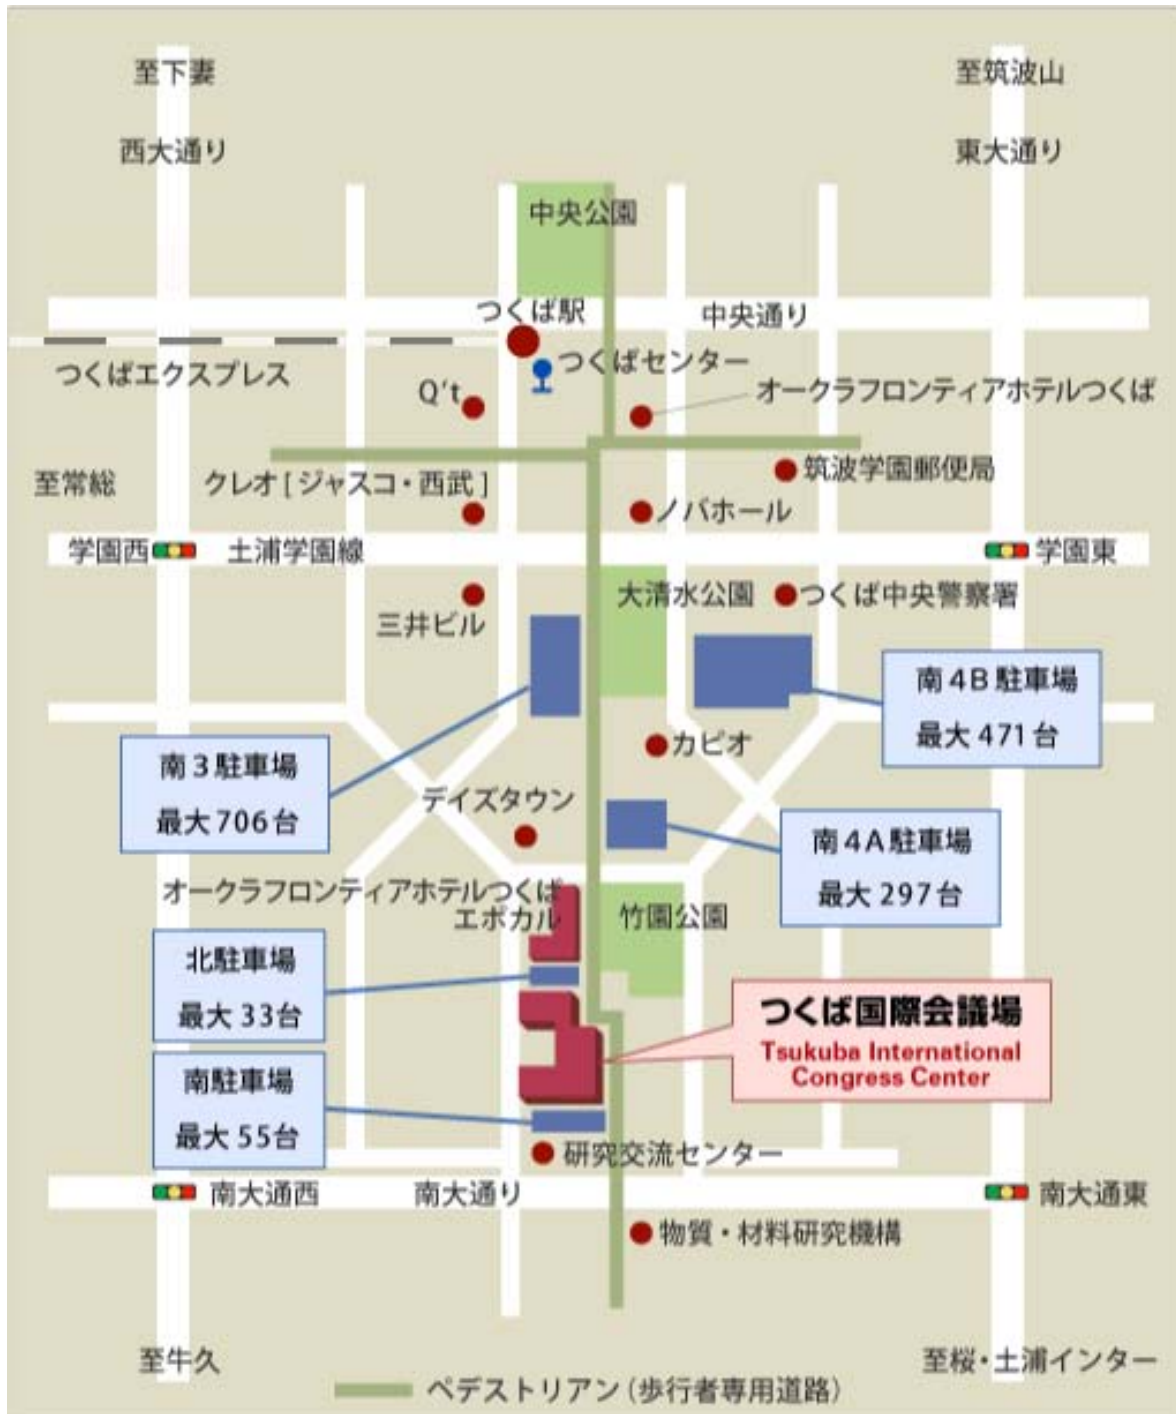 至下妻
至筑波山
西大通り
東大通り
中央公園
つくば駅
中央通り
つくばエクスプレス
つくばセンター
Q't
オークラフロンティアホテルつくば
筑波学園郵便局
至常総
クレオ [ ジャスコ・西武 ]
ノバホール
学園西
土浦学園線
学園東
大清水公園
つくば中央警察署
三井ビル
南4B駐車場
最大 471 台
南3駐車場
最大 706 台
カピオ
デイズタウン
南4A駐車場
最大 297 台
オークラフロンティアホテルつくば
エポカル
竹園公園
北駐車場
最大 33台
つくば国際会議場
Tsukuba International
Congress Center
南駐車場
最大 55台
研究交流センター
南大通西
南大通り
南大通東
物質・材料研究機構
至牛久
至桜・土浦インター
ペデストリアン(歩行者専用道路)